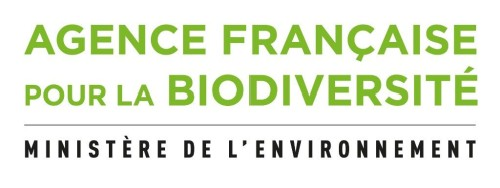 AGENCE FRANÇAISE
POUR LA BIODIVERSITÉ
MINISTÈRE DE L'ENVIRONNEMENT